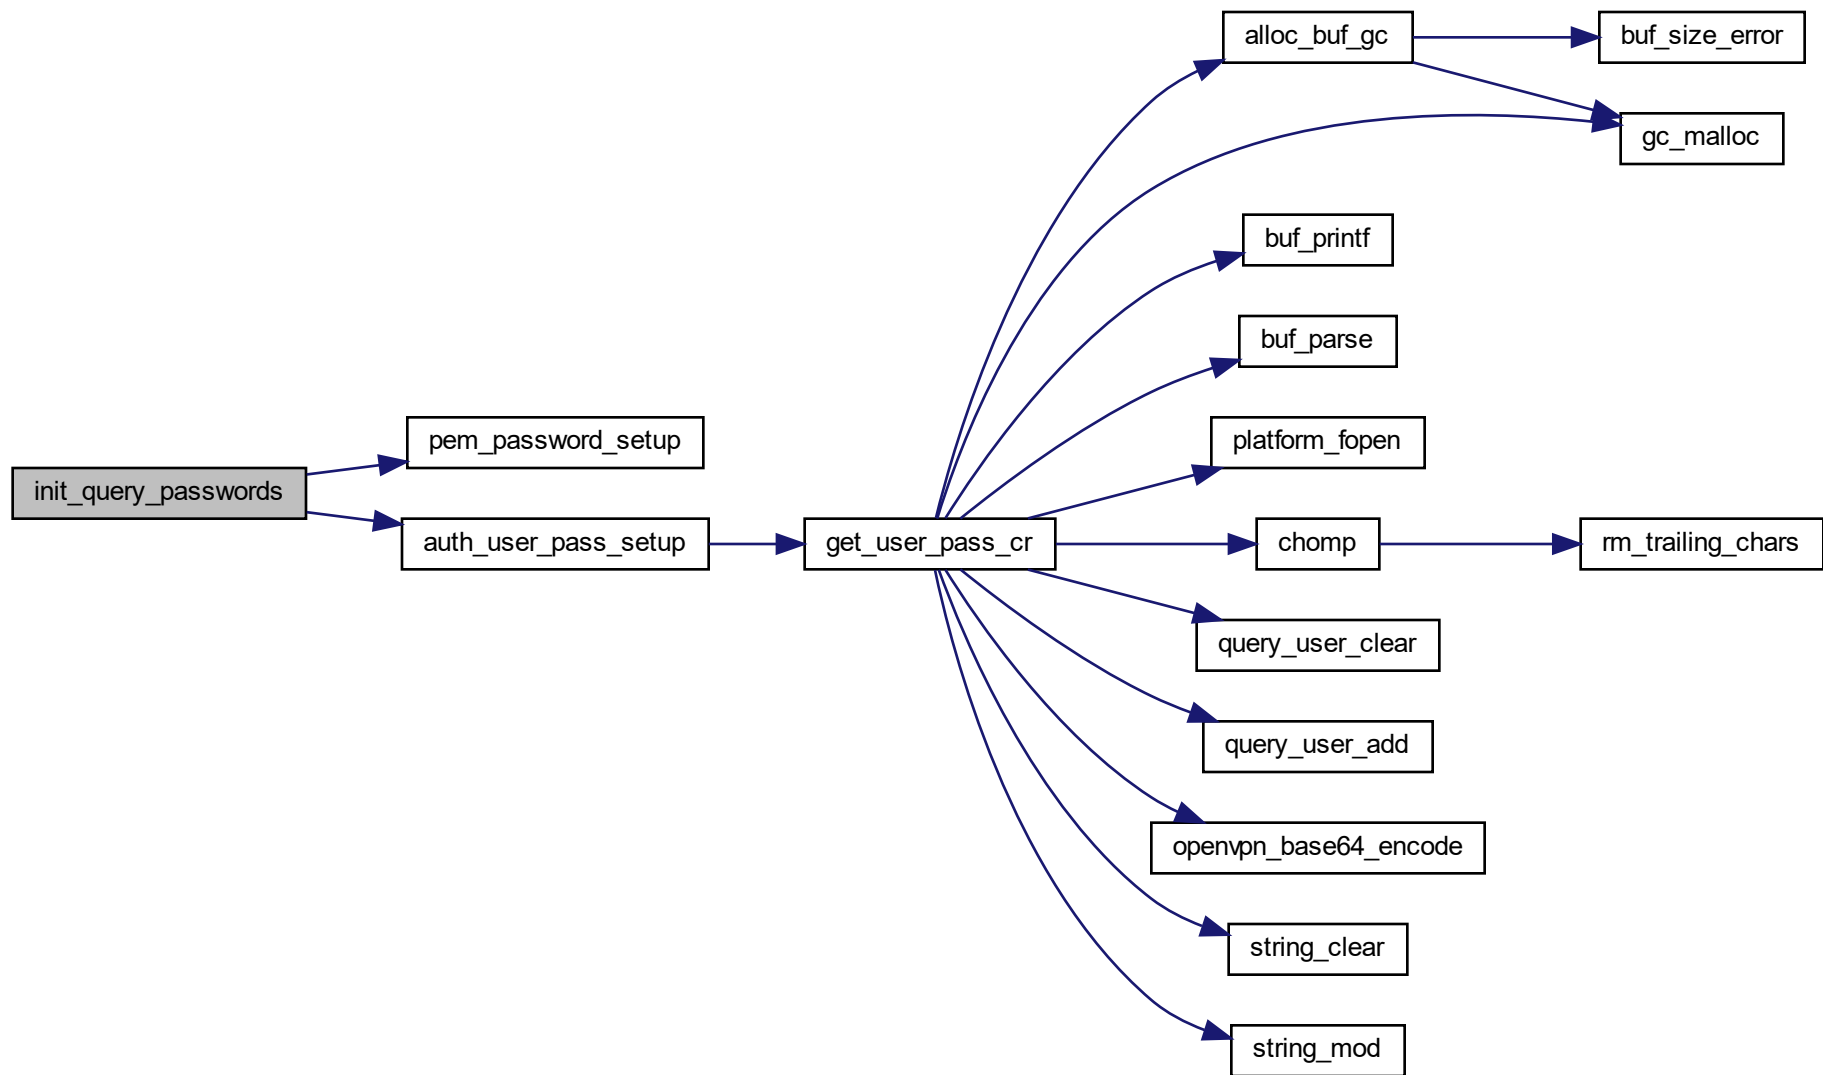 alloc_buf_gc
buf_size_error
gc_malloc
buf_printf
buf_parse
pem_password_setup
platform_fopen
init_query_passwords
auth_user_pass_setup
get_user_pass_cr
chomp
rm_trailing_chars
query_user_clear
query_user_add
openvpn_base64_encode
string_clear
string_mod